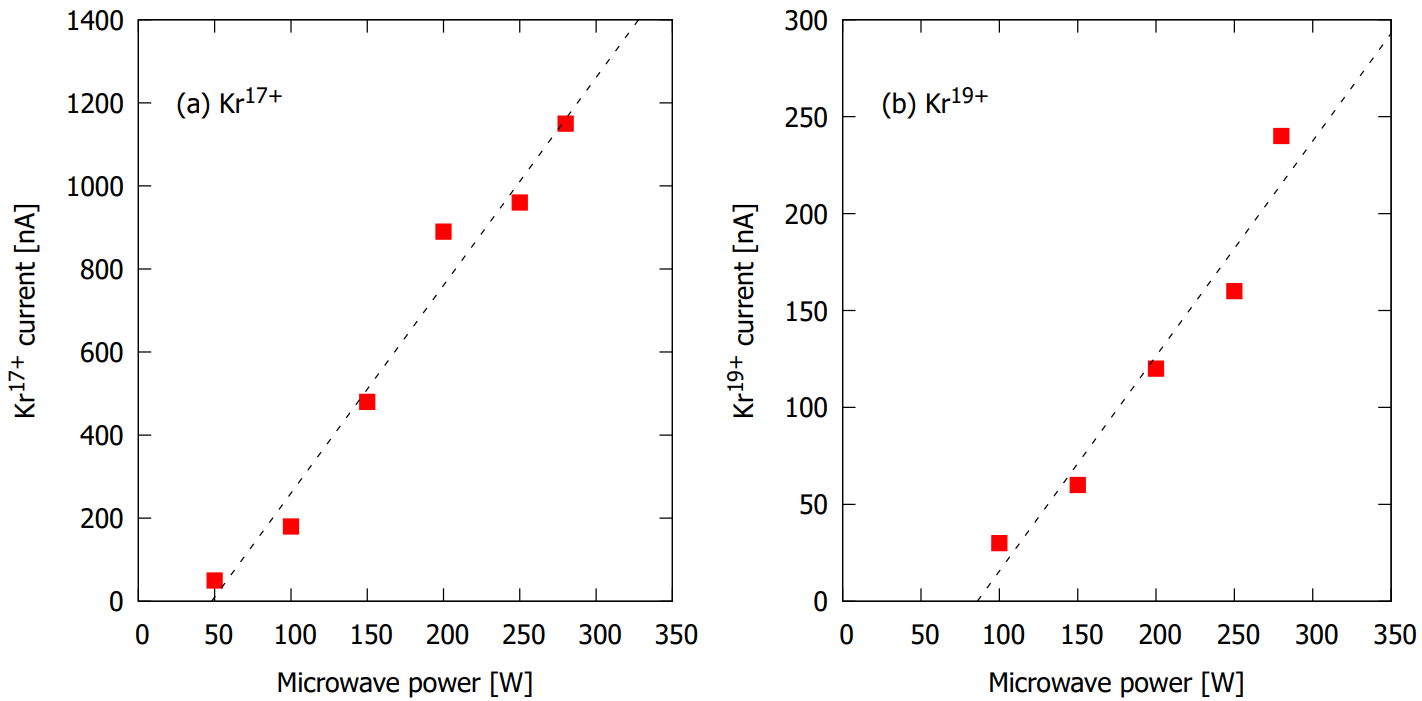 1400
1200
1000
800
600
400
200
0
(a) Kr17+
Kr17+ current [nA]
0 50 100 150 200 250 300 350
Microwave power [W]
300
250
200
150
100
50
0
(b) Kr19+
Kr19+ current [nA]
0 50 100 150 200 250 300 350
Microwave power [W]